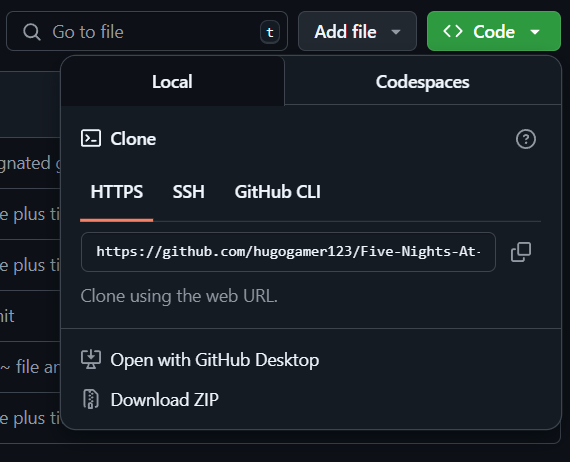 Go to file t Add file Code
Local Codespaces
Clone
gnated
HTTPS SSH GitHub CLI
e plus ti
https://github.com/hugogamer123/Five-Nights-At-
e plus ti
Clone using the web URL.
nit
~ file an
Open with GitHub Desktop
Download ZIP
e plus ti